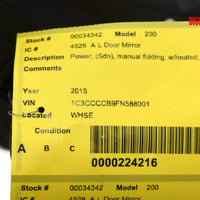 DIG
Stock # 00034342 Model 200
IC # 4526 A L Door Mirror
Description Power; (Sdn), manual folding, w/heated,
Comments
Year 2015
VIN 1C3CCCCB9FN588001
Located WHSE
Condition
A B C
0000224216
Stock # 00034342 Model 200
IC # 4526 A L Door Mirror